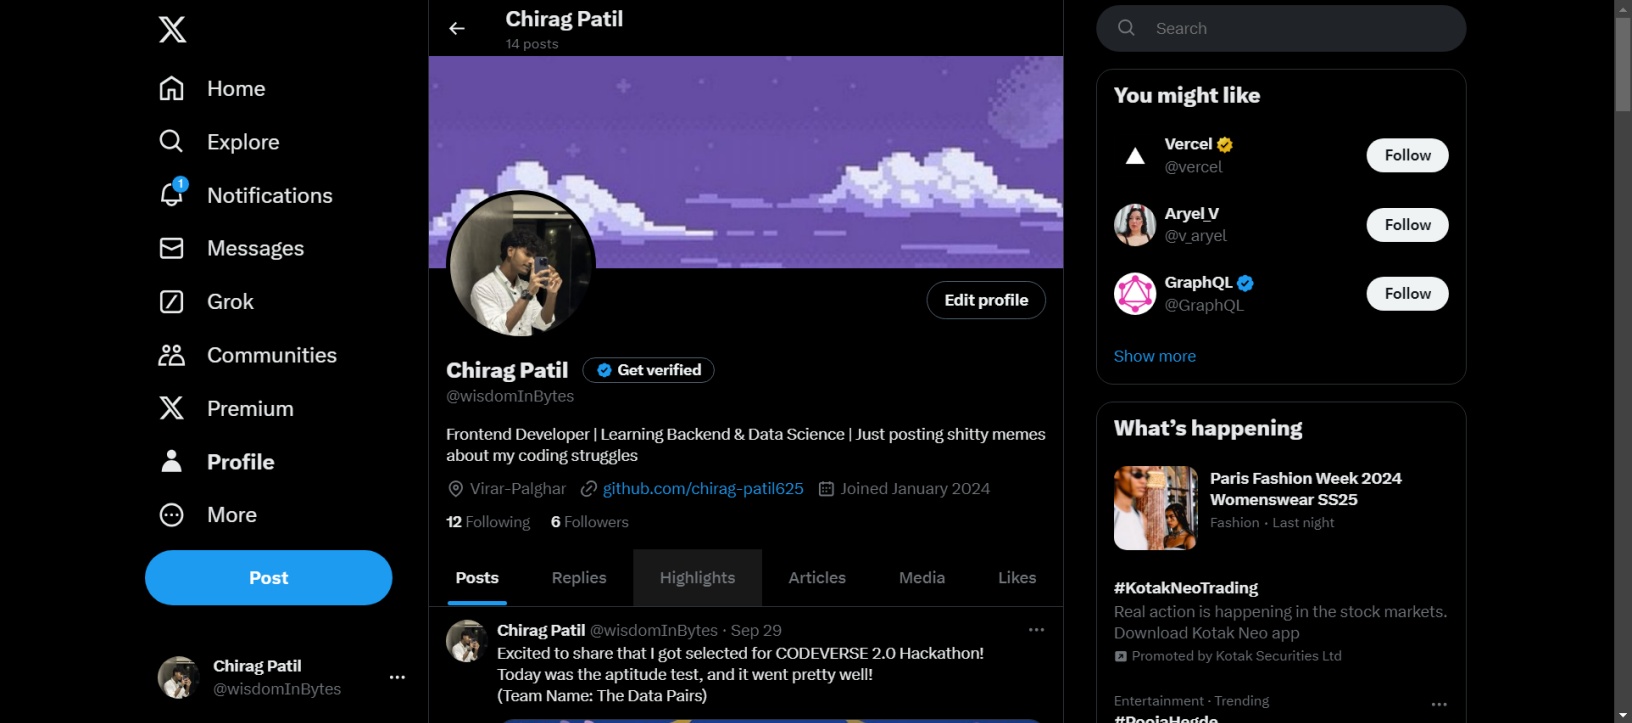 Home
Explore
1
Notifications
Messages
Grok
Communities
Premium
Profile
More
Post
Chirag Patil
@wisdomInBytes
Chirag Patil
14 posts
Edit profile
Chirag Patil
Get verified
@wisdomInBytes
Frontend Developer | Learning Backend & Data Science | Just posting shitty memes
about my coding struggles
Virar-Palghar github.com/chirag-patil625 Joined January 2024
12 Following 6 Followers
Posts Replies Highlights Articles Media Likes
Chirag Patil @wisdomInBytes · Sep 29
Excited to share that I got selected for CODEVERSE 2.0 Hackathon!
Today was the aptitude test, and it went pretty well!
(Team Name: The Data Pairs)
Search
You might like
Vercel
@vercel
Follow
Aryel_V
@v_aryel
Follow
GraphQL
@GraphQL
Follow
Show more
What’s happening
Paris Fashion Week 2024
Womenswear SS25
Fashion · Last night
#KotakNeoTrading
Real action is happening in the stock markets.
Download Kotak Neo app
Promoted by Kotak Securities Ltd
Entertainment · Trending
#PoojaHegde